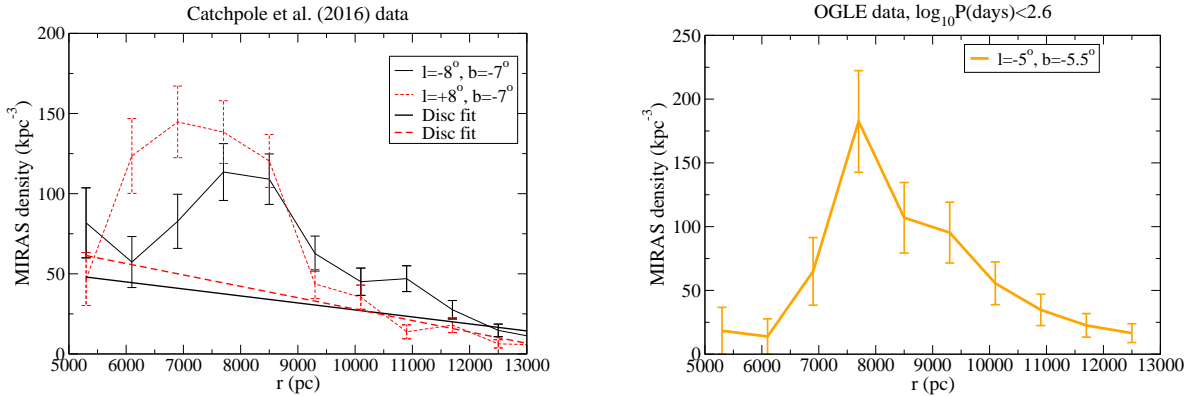 Catchpole et al. (2016) data
MIRAS density (kpc⁻³)
200
150
100
50
0
l=-8°, b=-7°
l=+8°, b=-7°
Disc fit
Disc fit
5000 6000 7000 8000 9000 10000 11000 12000 13000
r (pc)
OGLE data, log₁₀P(days)<2.6
MIRAS density (kpc⁻³)
250
200
150
100
50
0
l=-5°, b=-5.5°
5000 6000 7000 8000 9000 10000 11000 12000 13000
r (pc)